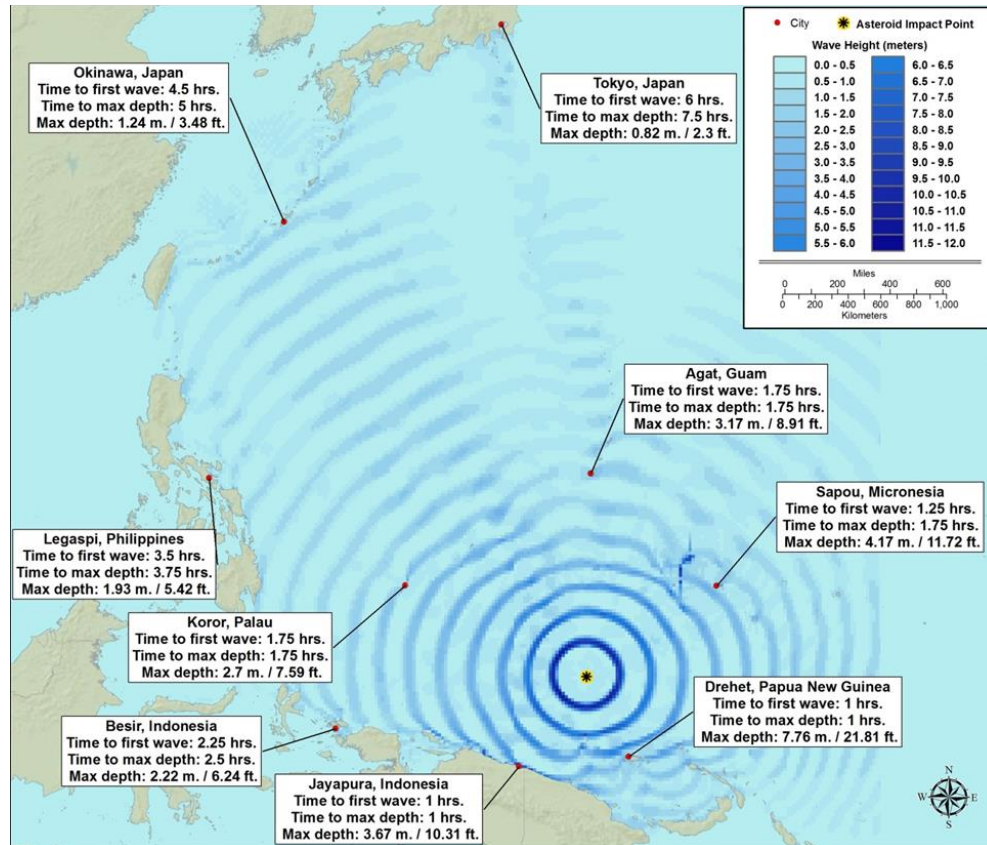 City
Asteroid Impact Point
Wave Height (meters)
0.0 - 0.5
0.5 - 1.0
1.0 - 1.5
1.5 - 2.0
2.0 - 2.5
2.5 - 3.0
3.0 - 3.5
3.5 - 4.0
4.0 - 4.5
4.5 - 5.0
5.0 - 5.5
5.5 - 6.0
6.0 - 6.5
6.5 - 7.0
7.0 - 7.5
7.5 - 8.0
8.0 - 8.5
8.5 - 9.0
9.0 - 9.5
9.5 - 10.0
10.0 - 10.5
10.5 - 11.0
11.0 - 11.5
11.5 - 12.0
Miles
0 200 400 600
0 200 400 600 800 1,000
Kilometers
Okinawa, Japan
Time to first wave: 4.5 hrs.
Time to max depth: 5 hrs.
Max depth: 1.24 m. / 3.48 ft.
Tokyo, Japan
Time to first wave: 6 hrs.
Time to max depth: 7.5 hrs.
Max depth: 0.82 m. / 2.3 ft.
Agat, Guam
Time to first wave: 1.75 hrs.
Time to max depth: 1.75 hrs.
Max depth: 3.17 m. / 8.91 ft.
Sapou, Micronesia
Time to first wave: 1.25 hrs.
Time to max depth: 1.75 hrs.
Max depth: 4.17 m. / 11.72 ft.
Legaspi, Philippines
Time to first wave: 3.5 hrs.
Time to max depth: 3.75 hrs.
Max depth: 1.93 m. / 5.42 ft.
Koror, Palau
Time to first wave: 1.75 hrs.
Time to max depth: 1.75 hrs.
Max depth: 2.7 m. / 7.59 ft.
Drehet, Papua New Guinea
Time to first wave: 1 hrs.
Time to max depth: 1 hrs.
Max depth: 7.76 m. / 21.81 ft.
Besir, Indonesia
Time to first wave: 2.25 hrs.
Time to max depth: 2.5 hrs.
Max depth: 2.22 m. / 6.24 ft.
Jayapura, Indonesia
Time to first wave: 1 hrs.
Time to max depth: 1 hrs.
Max depth: 3.67 m. / 10.31 ft.
N
W E
S